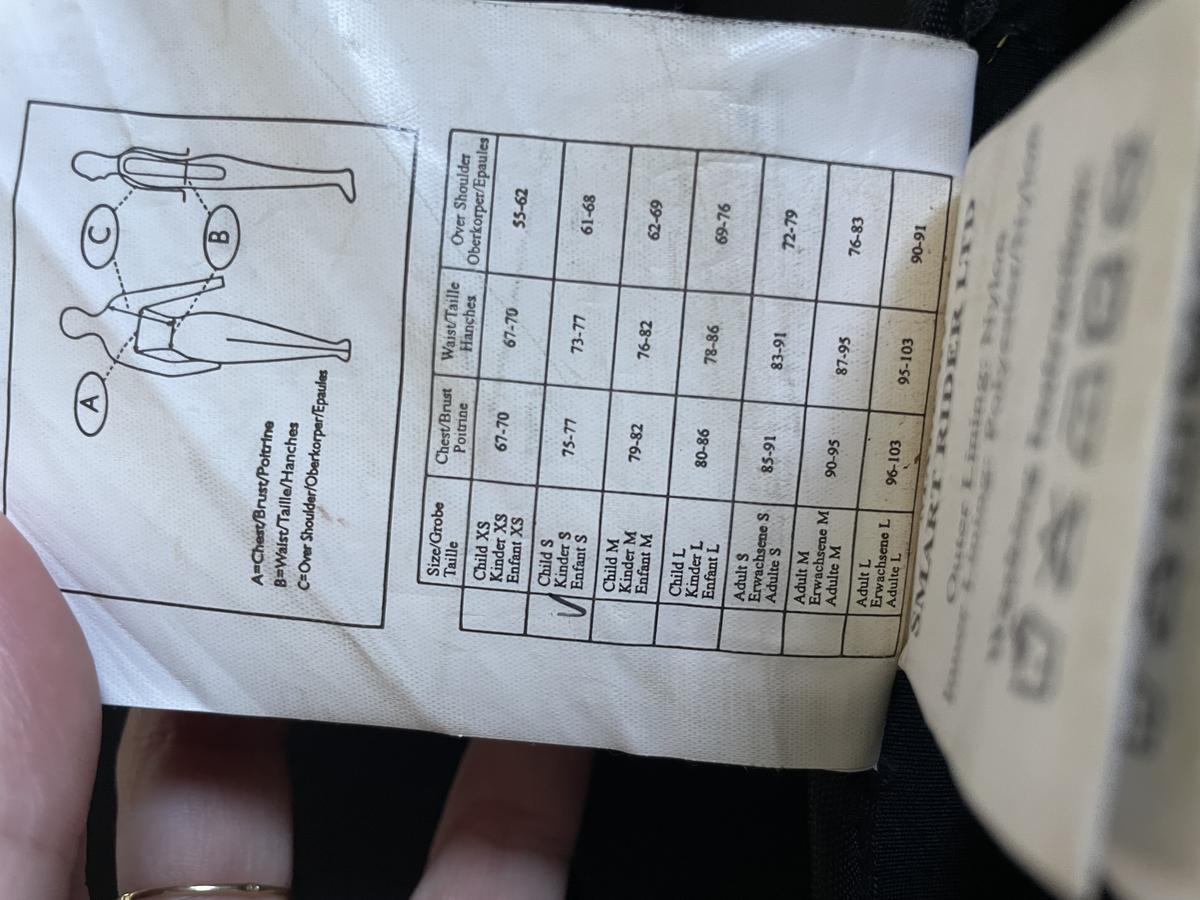 A
C
B
A=Chest/Brust/Poitrine
B=Waist/Taille/Hanches
C=Over Shoulder/Oberkorper/Epaules
Size/Grobe Taille
Chest/Brust Poitrine
Waist/Taille Hanches
Over Shoulder Oberkorper/Epaules
Child XS
Kinder XS 67-70 67-70 55-62
Enfant XS
Child S
✓ Kinder S 75-77 73-77 61-68
Enfant S
Child M
Kinder M 79-82 76-82 62-69
Enfant M
Child L
Kinder L 80-86 78-86 69-76
Enfant L
Adult S
Erwachsene S 85-91 83-91 72-79
Adulte S
Adult M
Erwachsene M 90-95 87-95 76-83
Adulte M
Adult L
Erwachsene L 96-103 95-103 90-91
Adulte L
SMART RIDER LTD